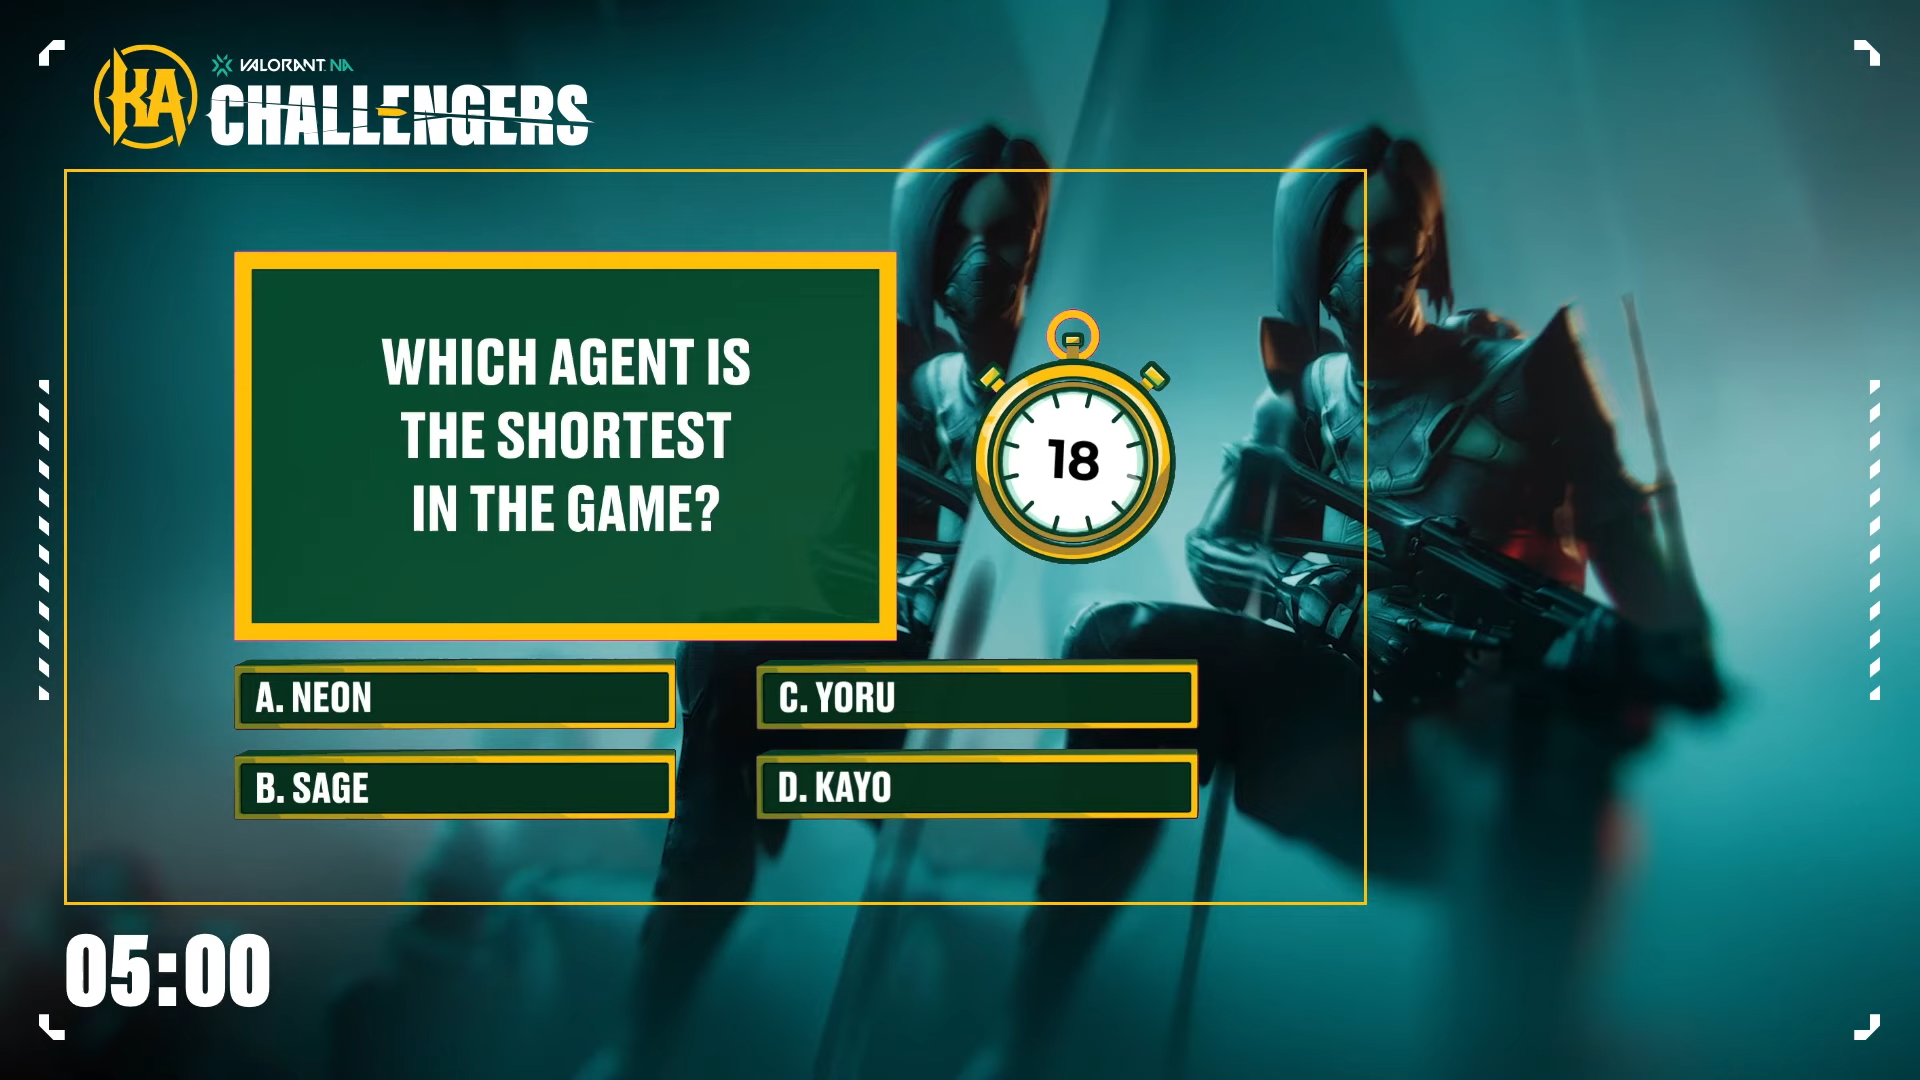 KA
VALORANT NA
CHALLENGERS
WHICH AGENT IS
THE SHORTEST
IN THE GAME?
18
A. NEON
C. YORU
B. SAGE
D. KAYO
05:00